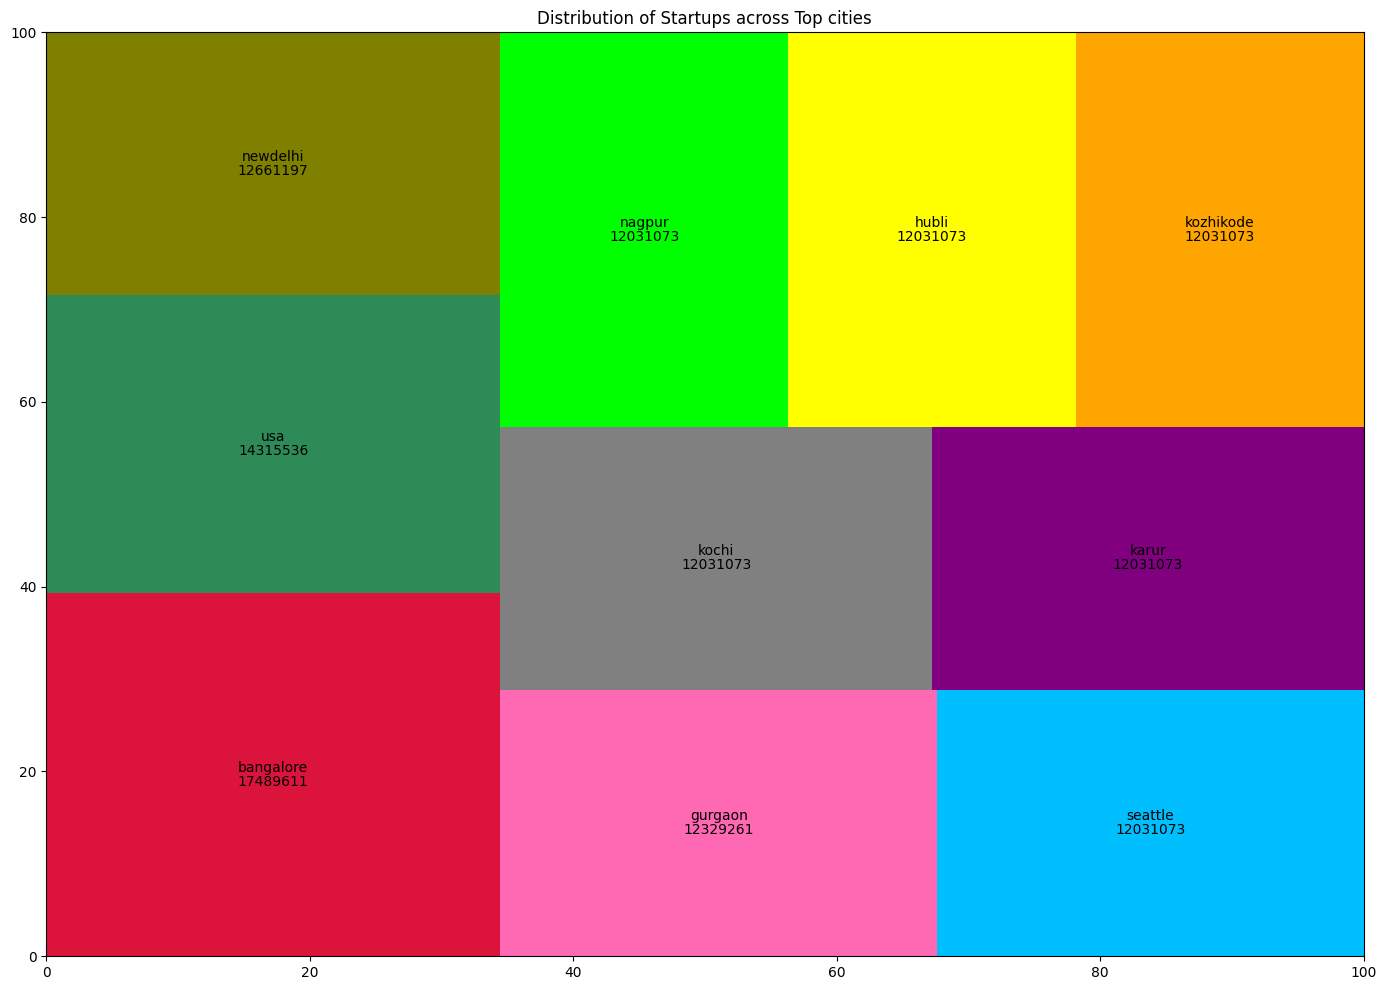 Distribution of Startups across Top cities
100
80
60
40
20
0
newdelhi
12661197
nagpur
12031073
hubli
12031073
kozhikode
12031073
usa
14315536
kochi
12031073
karur
12031073
bangalore
17489611
gurgaon
12329261
seattle
12031073
0 20 40 60 80 100